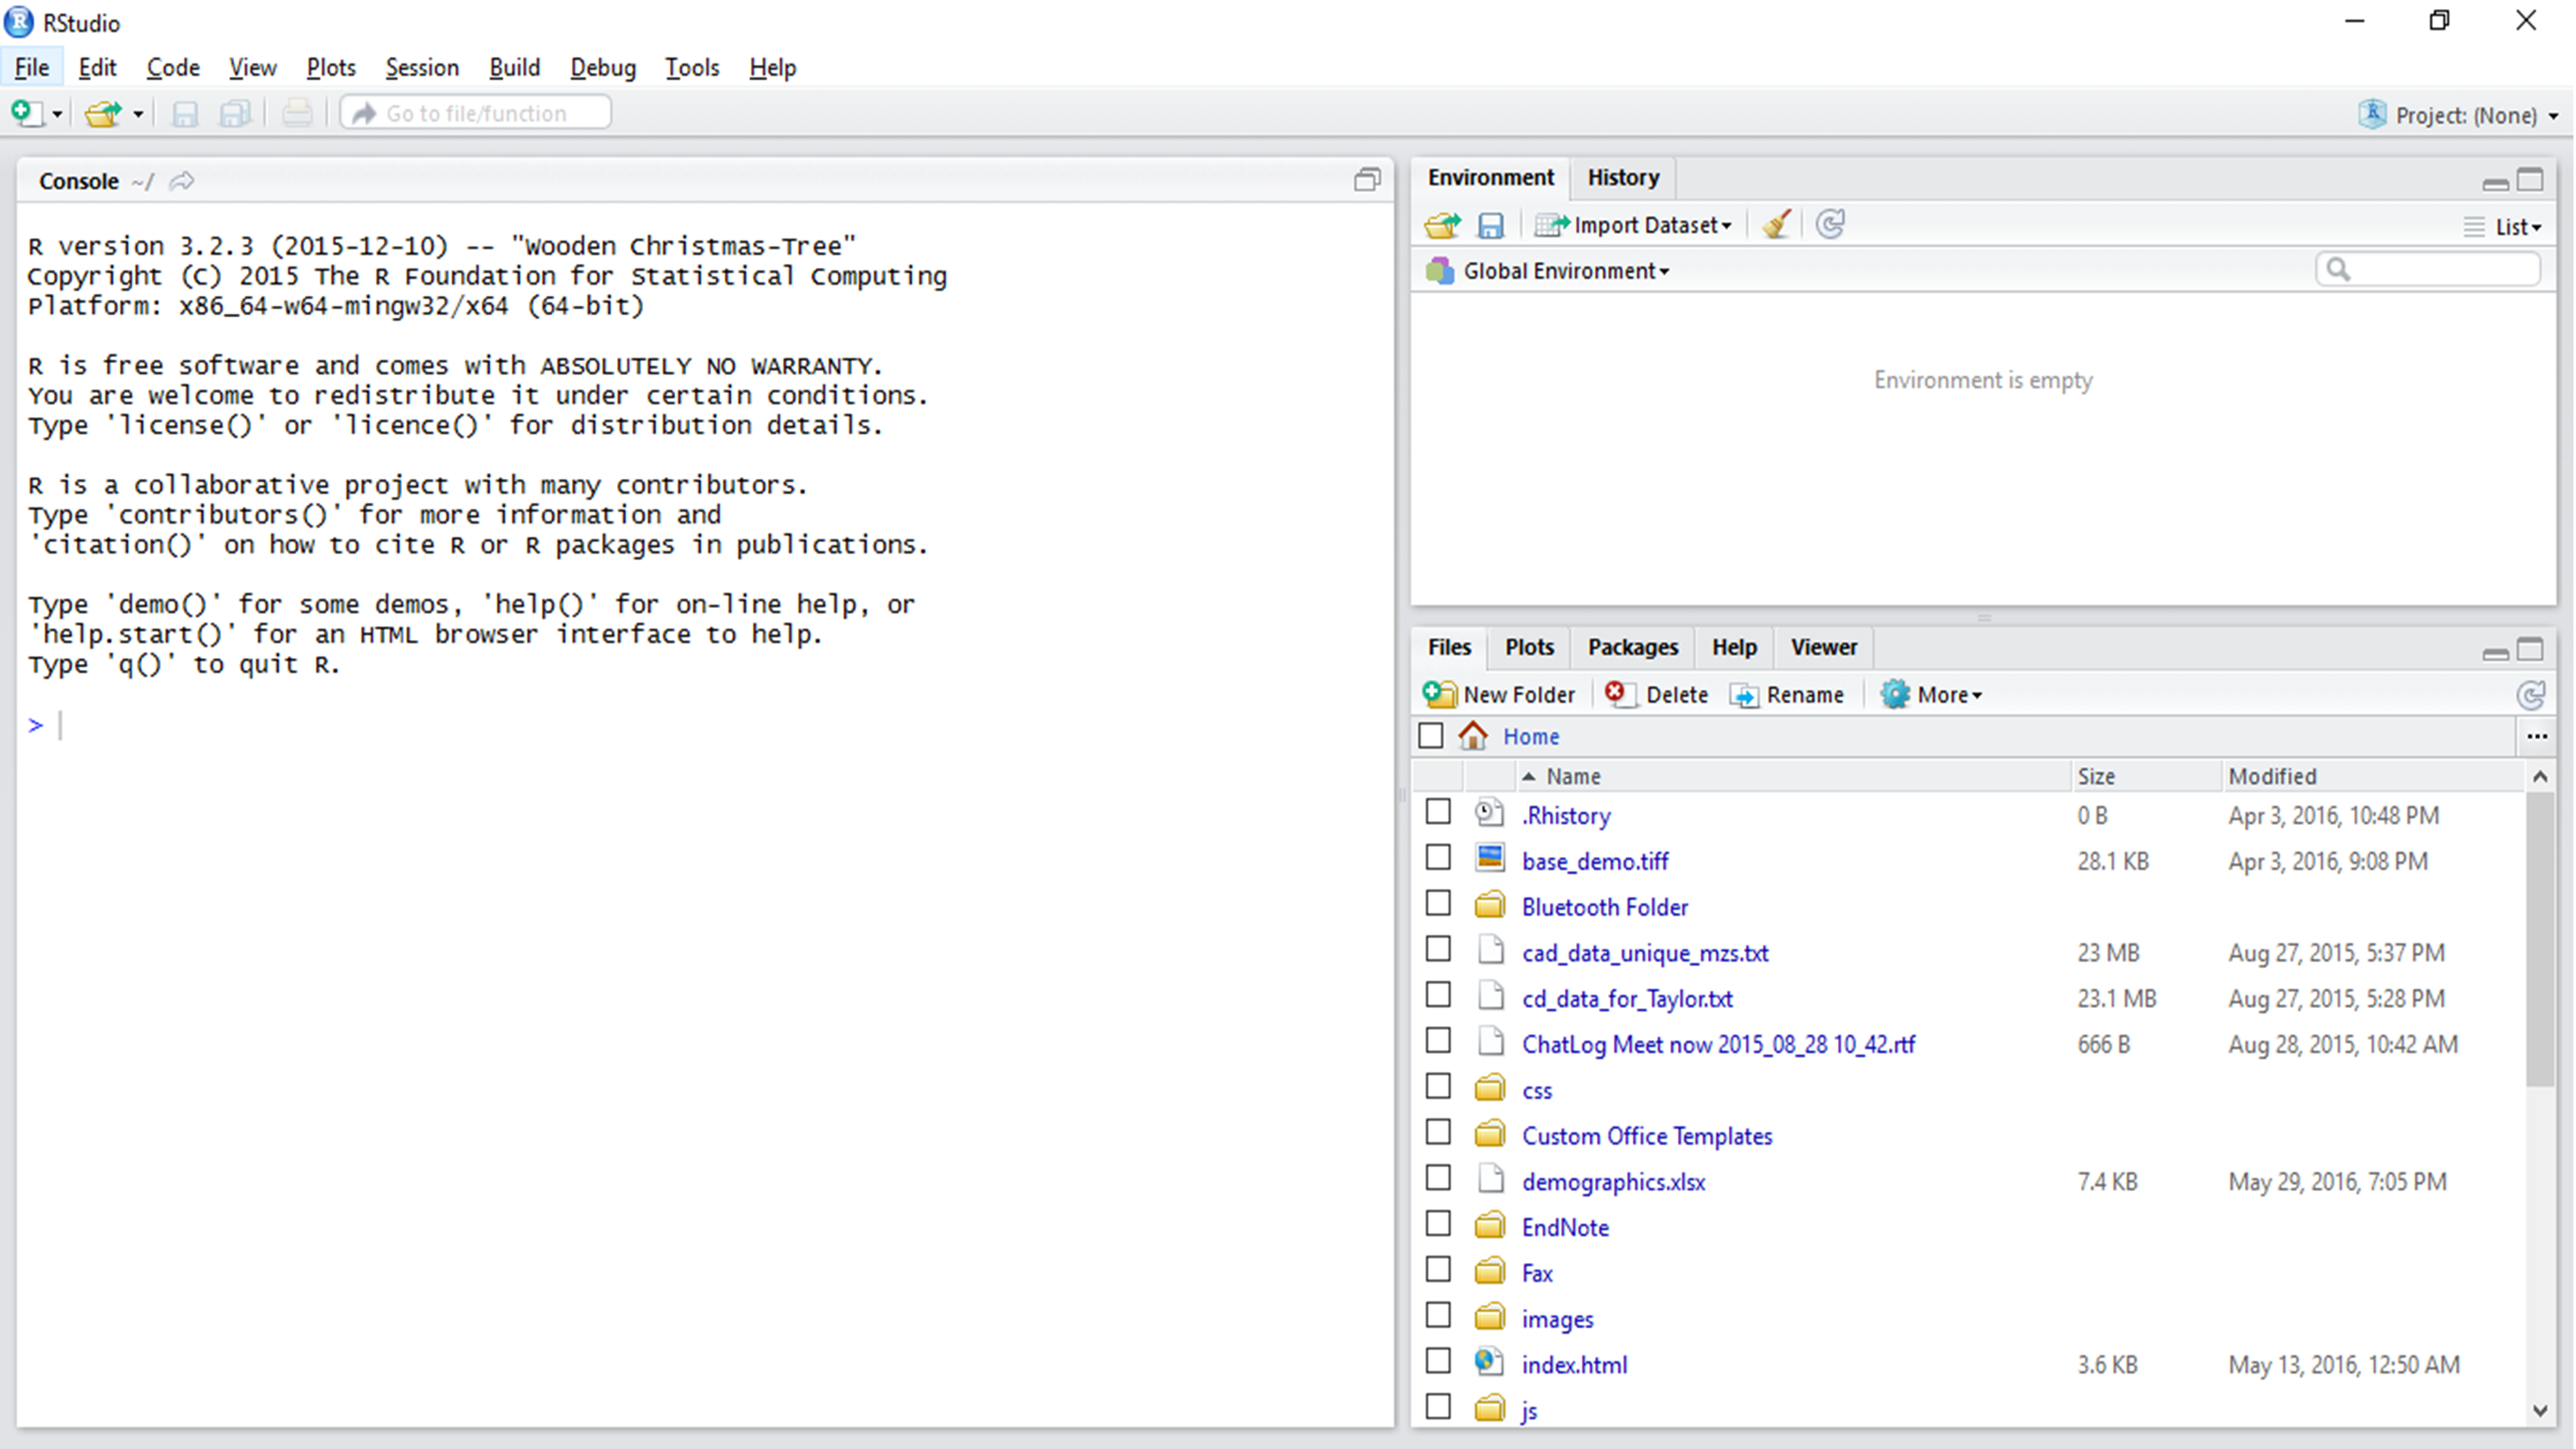 RStudio
File Edit Code View Plots Session Build Debug Tools Help
Go to file/function
Project: (None)
Console ~/
R version 3.2.3 (2015-12-10) -- "Wooden Christmas-Tree"
Copyright (C) 2015 The R Foundation for Statistical Computing
Platform: x86_64-w64-mingw32/x64 (64-bit)
R is free software and comes with ABSOLUTELY NO WARRANTY.
You are welcome to redistribute it under certain conditions.
Type 'license()' or 'licence()' for distribution details.
R is a collaborative project with many contributors.
Type 'contributors()' for more information and
'citation()' on how to cite R or R packages in publications.
Type 'demo()' for some demos, 'help()' for on-line help, or
'help.start()' for an HTML browser interface to help.
Type 'q()' to quit R.
>
Environment History
Import Dataset List
Global Environment
Environment is empty
Files Plots Packages Help Viewer
New Folder Delete Rename More
Home ...
Name Size Modified
.Rhistory 0 B Apr 3, 2016, 10:48 PM
base_demo.tiff 28.1 KB Apr 3, 2016, 9:08 PM
Bluetooth Folder
cad_data_unique_mzs.txt 23 MB Aug 27, 2015, 5:37 PM
cd_data_for_Taylor.txt 23.1 MB Aug 27, 2015, 5:28 PM
ChatLog Meet now 2015_08_28 10_42.rtf 666 B Aug 28, 2015, 10:42 AM
css
Custom Office Templates
demographics.xlsx 7.4 KB May 29, 2016, 7:05 PM
EndNote
Fax
images
index.html 3.6 KB May 13, 2016, 12:50 AM
js